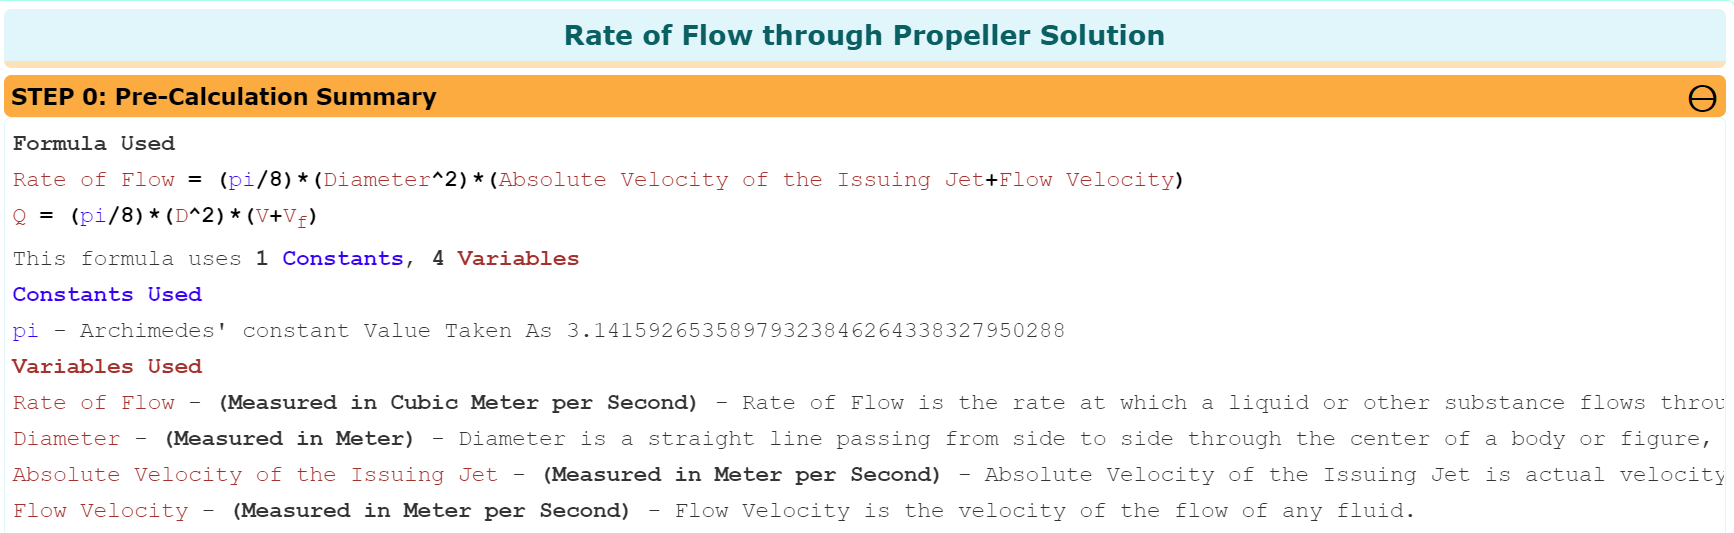 Rate of Flow through Propeller Solution
STEP 0: Pre-Calculation Summary
Formula Used
Rate of Flow = (pi/8)*(Diameter^2)*(Absolute Velocity of the Issuing Jet+Flow Velocity)
Q = (pi/8)*(D^2)*(V+Vf)
This formula uses 1 Constants, 4 Variables
Constants Used
pi - Archimedes' constant Value Taken As 3.14159265358979323846264338327950288
Variables Used
Rate of Flow - (Measured in Cubic Meter per Second) - Rate of Flow is the rate at which a liquid or other substance flows throu
Diameter - (Measured in Meter) - Diameter is a straight line passing from side to side through the center of a body or figure,
Absolute Velocity of the Issuing Jet - (Measured in Meter per Second) - Absolute Velocity of the Issuing Jet is actual velocity
Flow Velocity - (Measured in Meter per Second) - Flow Velocity is the velocity of the flow of any fluid.